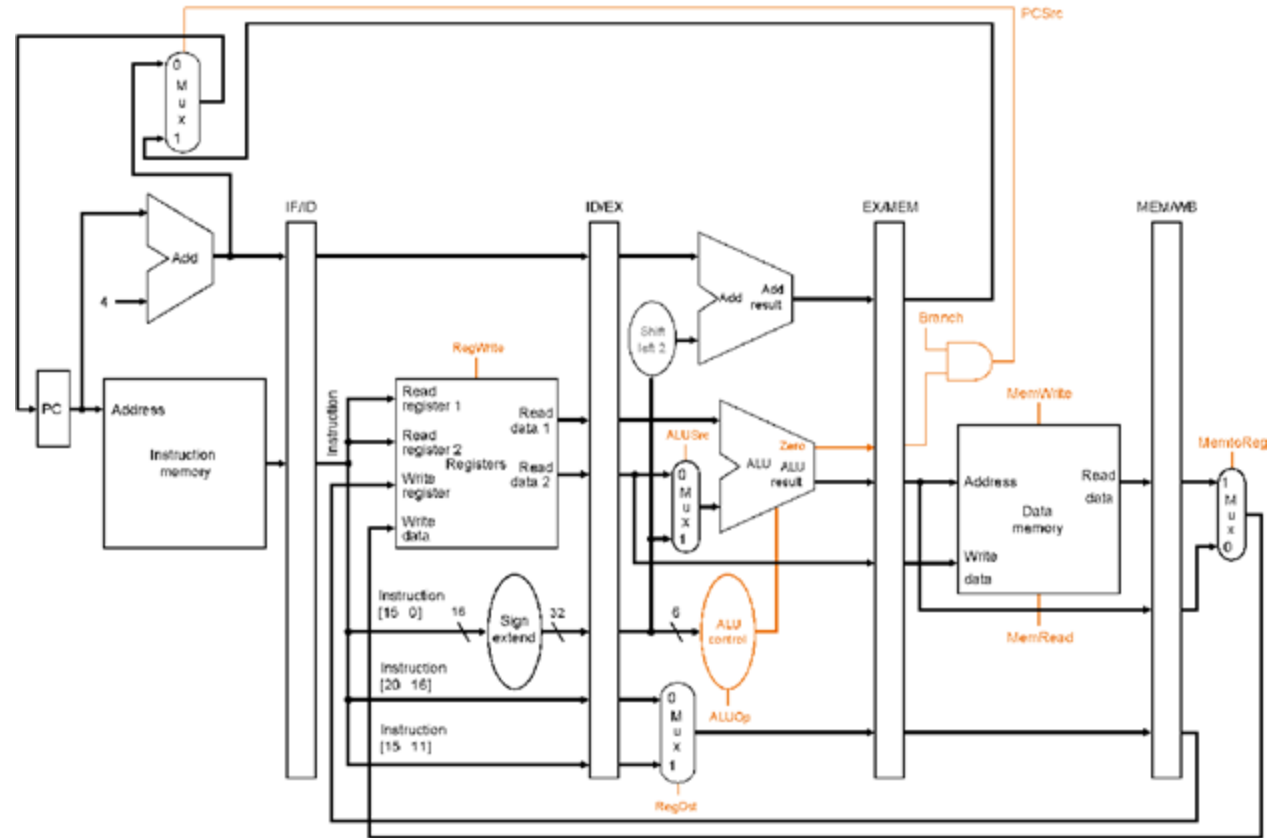 PCSrc
0
M
u
x
1
IF/ID
ID/EX
EX/MEM
MEM/WB
Add
4
Add
Add
result
Shift
left 2
Branch
RegWrite
MemWrite
PC
Address
Instruction
memory
Instruction
Read
register 1
Read
register 2
Write
register
Write
data
Registers
Read
data 1
Read
data 2
ALUSrc
0
M
u
x
1
Zero
ALU
ALU
result
Address
Read
data
Data
memory
Write
data
MemtoReg
1
M
u
x
0
Instruction
[15 0]
16
Sign
extend
32
6
ALU
control
MemRead
Instruction
[20 16]
0
M
u
x
1
ALUOp
Instruction
[15 11]
RegDst